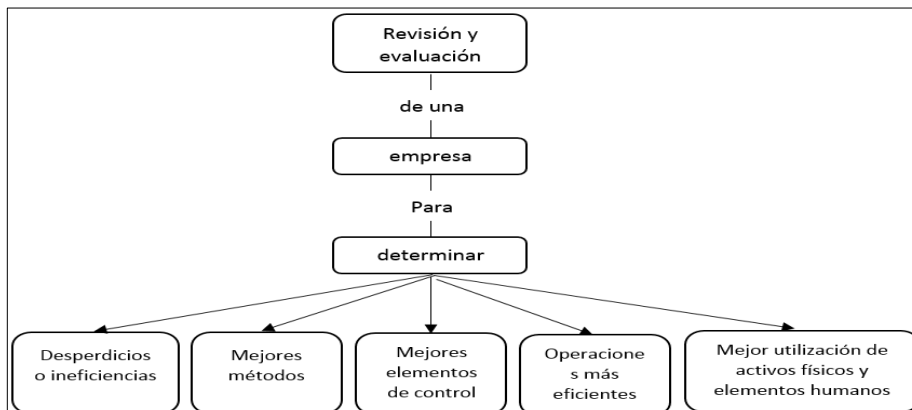 Revisión y
evaluación
de una
empresa
Para
determinar
Desperdicios
o ineficiencias
Mejores
métodos
Mejores
elementos
de control
Operacione
s más
eficientes
Mejor utilización de
activos físicos y
elementos humanos